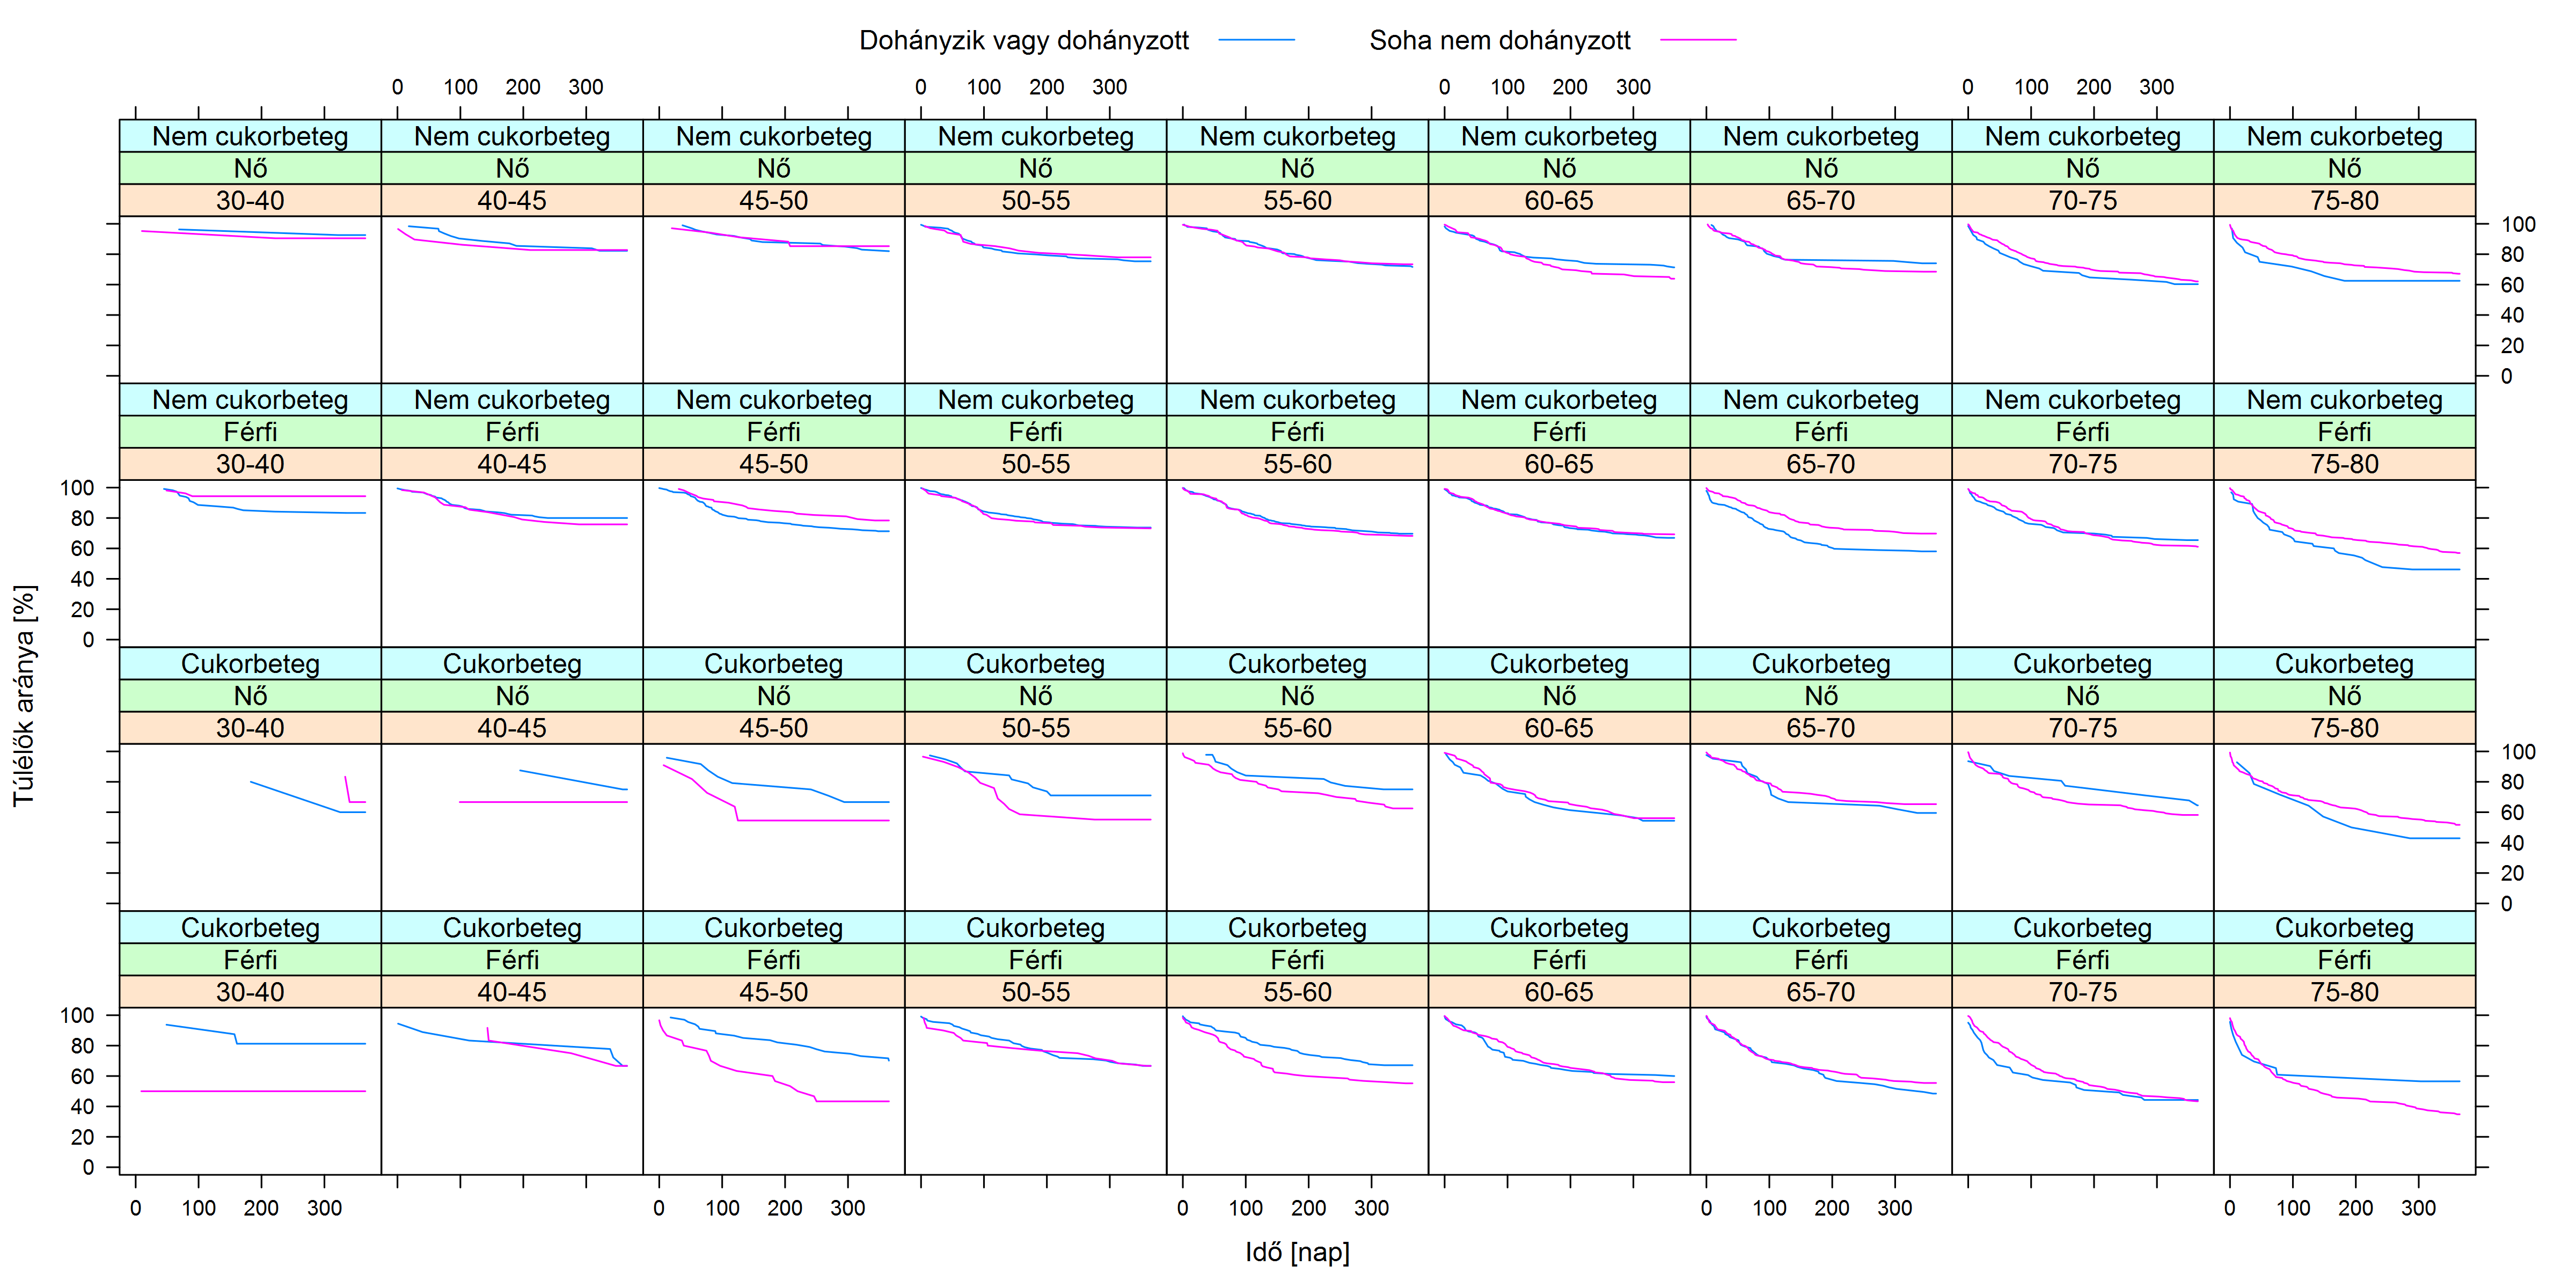 Dohányzik vagy dohányzott Soha nem dohányzott
0 100 200 300 0 100 200 300 0 100 200 300 0 100 200 300
Nem cukorbeteg Nem cukorbeteg Nem cukorbeteg Nem cukorbeteg Nem cukorbeteg Nem cukorbeteg Nem cukorbeteg Nem cukorbeteg Nem cukorbeteg
Nő Nő Nő Nő Nő Nő Nő Nő Nő
30-40 40-45 45-50 50-55 55-60 60-65 65-70 70-75 75-80
100
80
60
40
20
0
Nem cukorbeteg Nem cukorbeteg Nem cukorbeteg Nem cukorbeteg Nem cukorbeteg Nem cukorbeteg Nem cukorbeteg Nem cukorbeteg Nem cukorbeteg
Férfi Férfi Férfi Férfi Férfi Férfi Férfi Férfi Férfi
30-40 40-45 45-50 50-55 55-60 60-65 65-70 70-75 75-80
100
80
60
40
20
0
Túlélők aránya [%]
Cukorbeteg Cukorbeteg Cukorbeteg Cukorbeteg Cukorbeteg Cukorbeteg Cukorbeteg Cukorbeteg Cukorbeteg
Nő Nő Nő Nő Nő Nő Nő Nő Nő
30-40 40-45 45-50 50-55 55-60 60-65 65-70 70-75 75-80
100
80
60
40
20
0
Cukorbeteg Cukorbeteg Cukorbeteg Cukorbeteg Cukorbeteg Cukorbeteg Cukorbeteg Cukorbeteg Cukorbeteg
Férfi Férfi Férfi Férfi Férfi Férfi Férfi Férfi Férfi
30-40 40-45 45-50 50-55 55-60 60-65 65-70 70-75 75-80
100
80
60
40
20
0
0 100 200 300 0 100 200 300 0 100 200 300 0 100 200 300 0 100 200 300
Idő [nap]